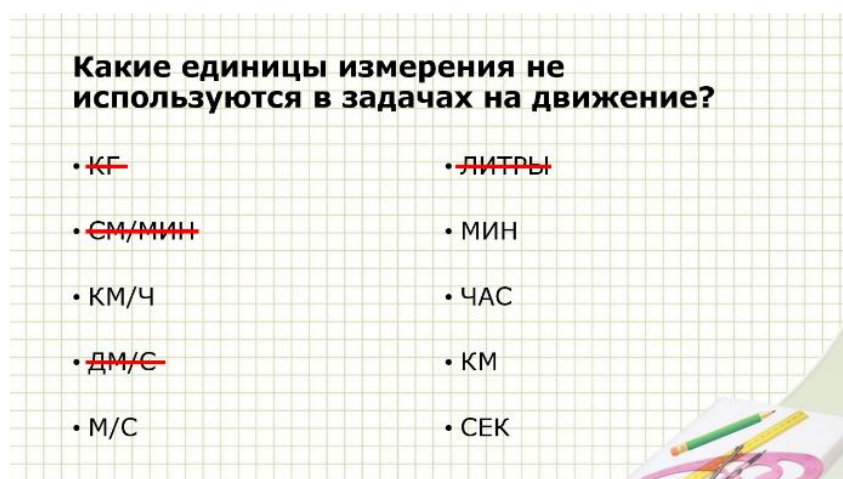 Какие единицы измерения не
используются в задачах на движение?
• КГ
• СМ/МИН
• КМ/Ч
• ДМ/С
• М/С
• ЛИТРЫ
• МИН
• ЧАС
• КМ
• СЕК